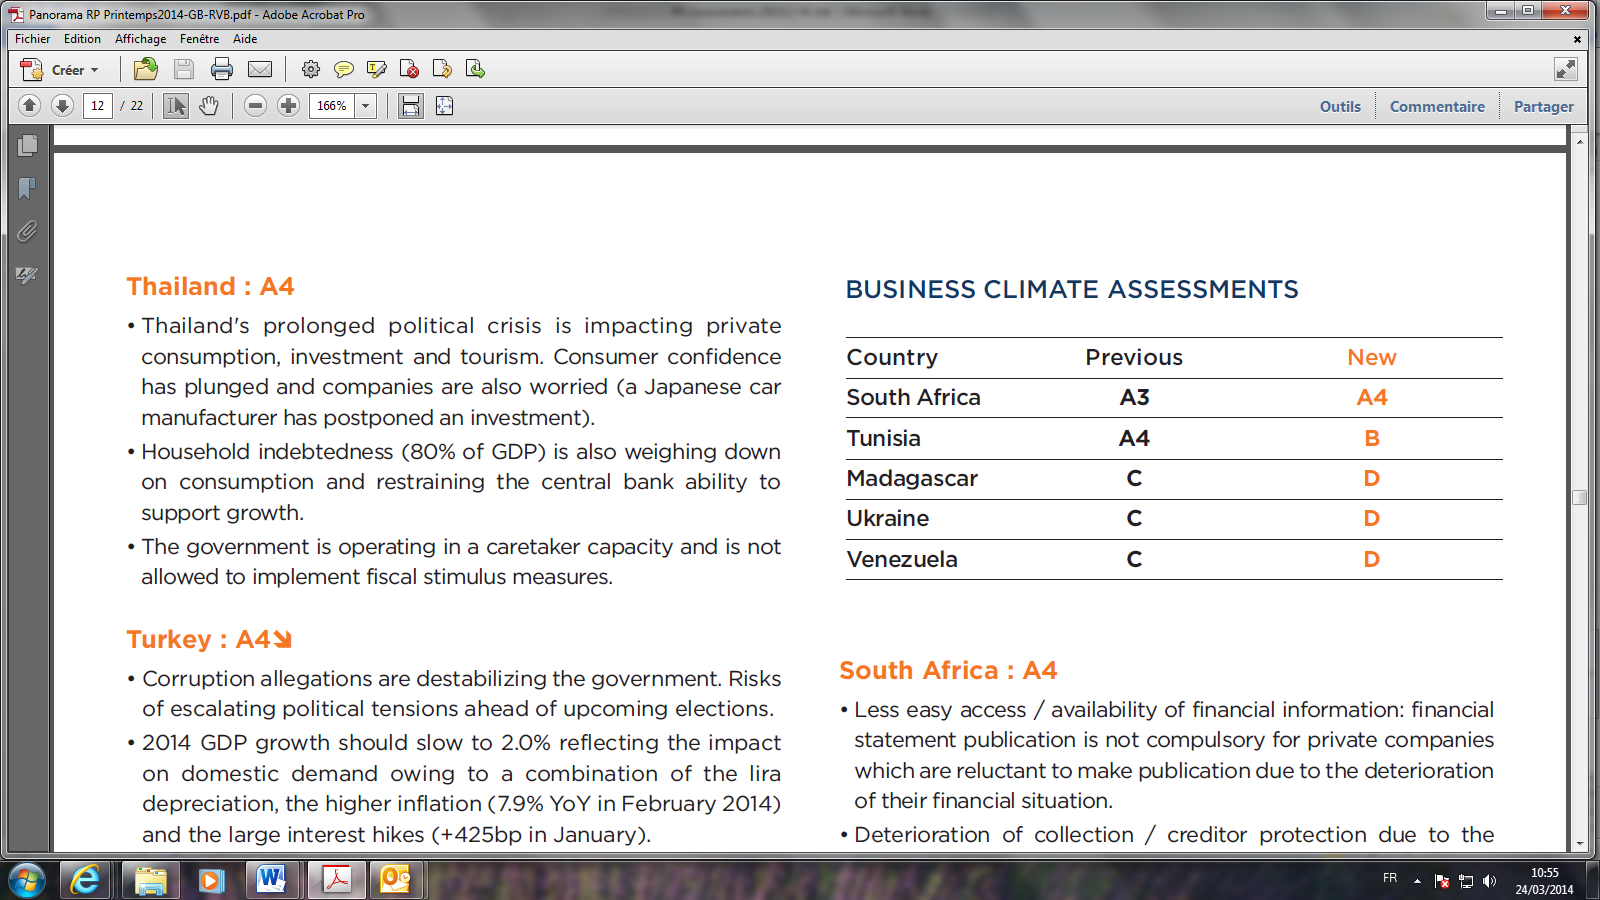 Panorama RP Printemps2014-GB-RVB.pdf - Adobe Acrobat Pro
Fichier Edition Affichage Fenêtre Aide
Créer
12 / 22 166% Outils Commentaire Partager
Thailand : A4
• Thailand's prolonged political crisis is impacting private
consumption, investment and tourism. Consumer confidence
has plunged and companies are also worried (a Japanese car
manufacturer has postponed an investment).
• Household indebtedness (80% of GDP) is also weighing down
on consumption and restraining the central bank ability to
support growth.
• The government is operating in a caretaker capacity and is not
allowed to implement fiscal stimulus measures.
Turkey : A4
• Corruption allegations are destabilizing the government. Risks
of escalating political tensions ahead of upcoming elections.
• 2014 GDP growth should slow to 2.0% reflecting the impact
on domestic demand owing to a combination of the lira
depreciation, the higher inflation (7.9% YoY in February 2014)
and the large interest hikes (+425bp in January).
BUSINESS CLIMATE ASSESSMENTS
Country Previous New
South Africa A3 A4
Tunisia A4 B
Madagascar C D
Ukraine C D
Venezuela C D
South Africa : A4
• Less easy access / availability of financial information: financial
statement publication is not compulsory for private companies
which are reluctant to make publication due to the deterioration
of their financial situation.
• Deterioration of collection / creditor protection due to the
FR
10:55
24/03/2014